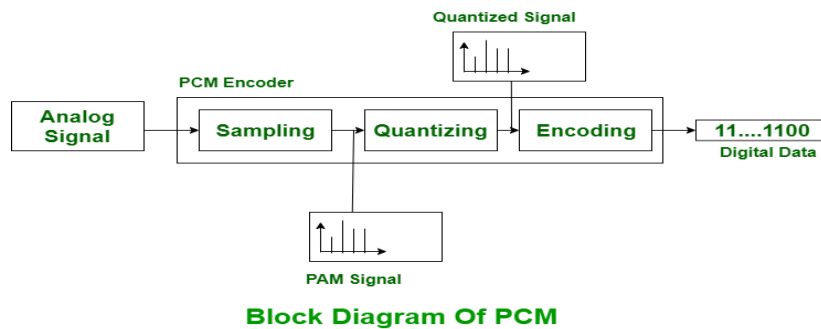 Quantized Signal
PCM Encoder
Analog
Signal
Sampling
Quantizing
Encoding
11....1100
Digital Data
PAM Signal
Block Diagram Of PCM